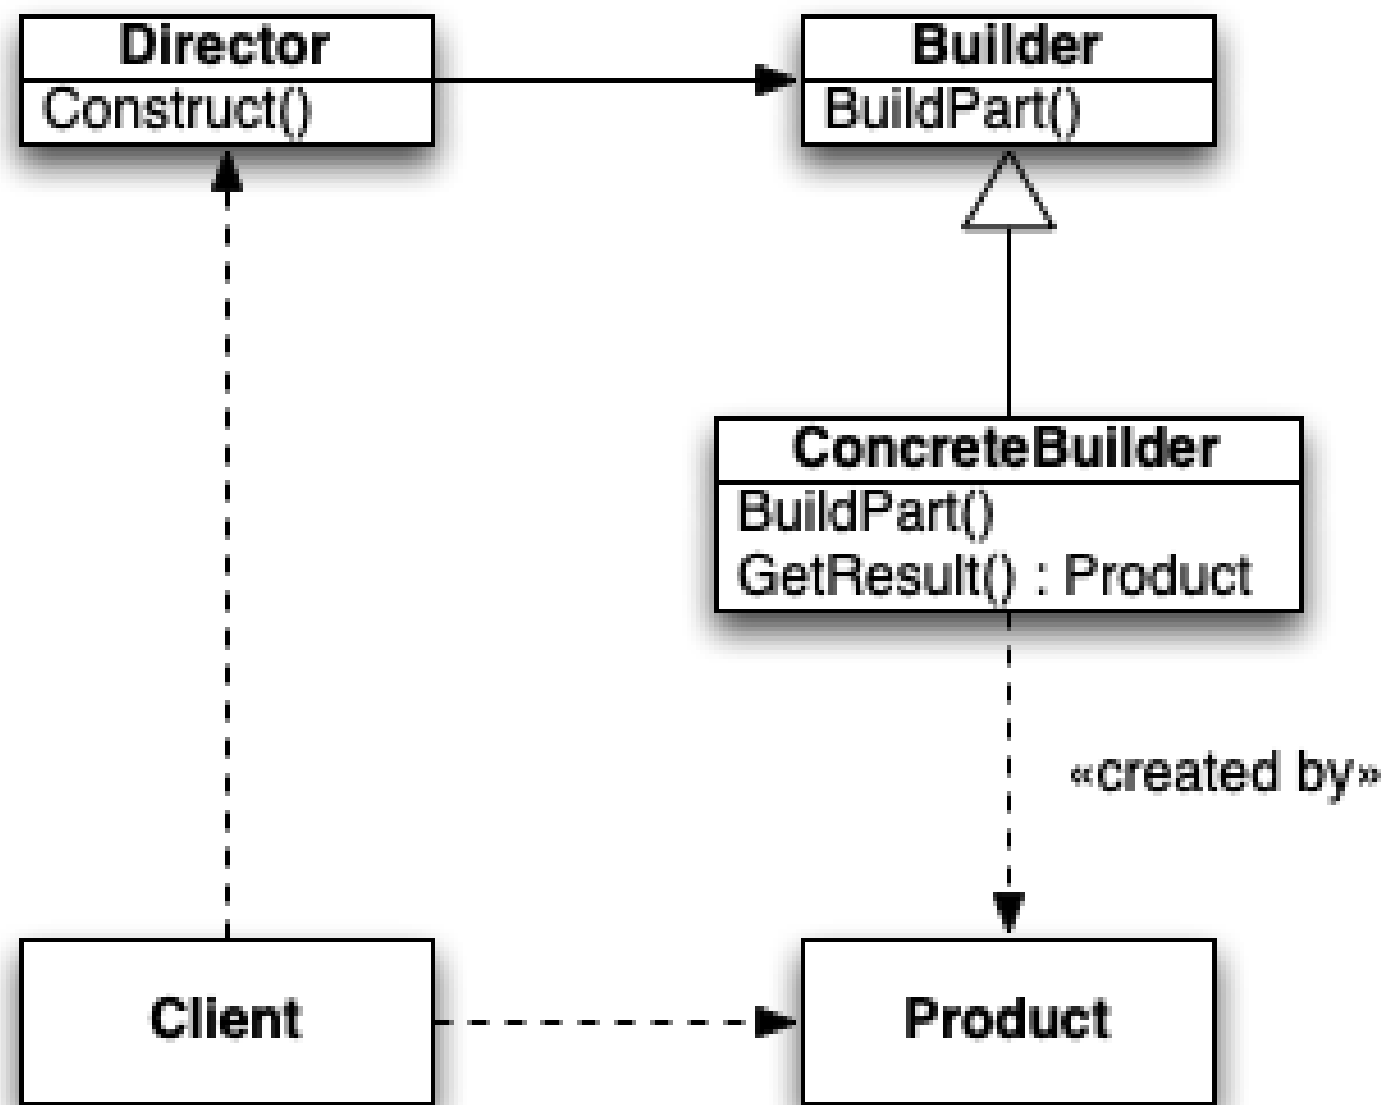 Director
Construct()
Builder
BuildPart()
ConcreteBuilder
BuildPart()
GetResult() : Product
«created by»
Client
Product